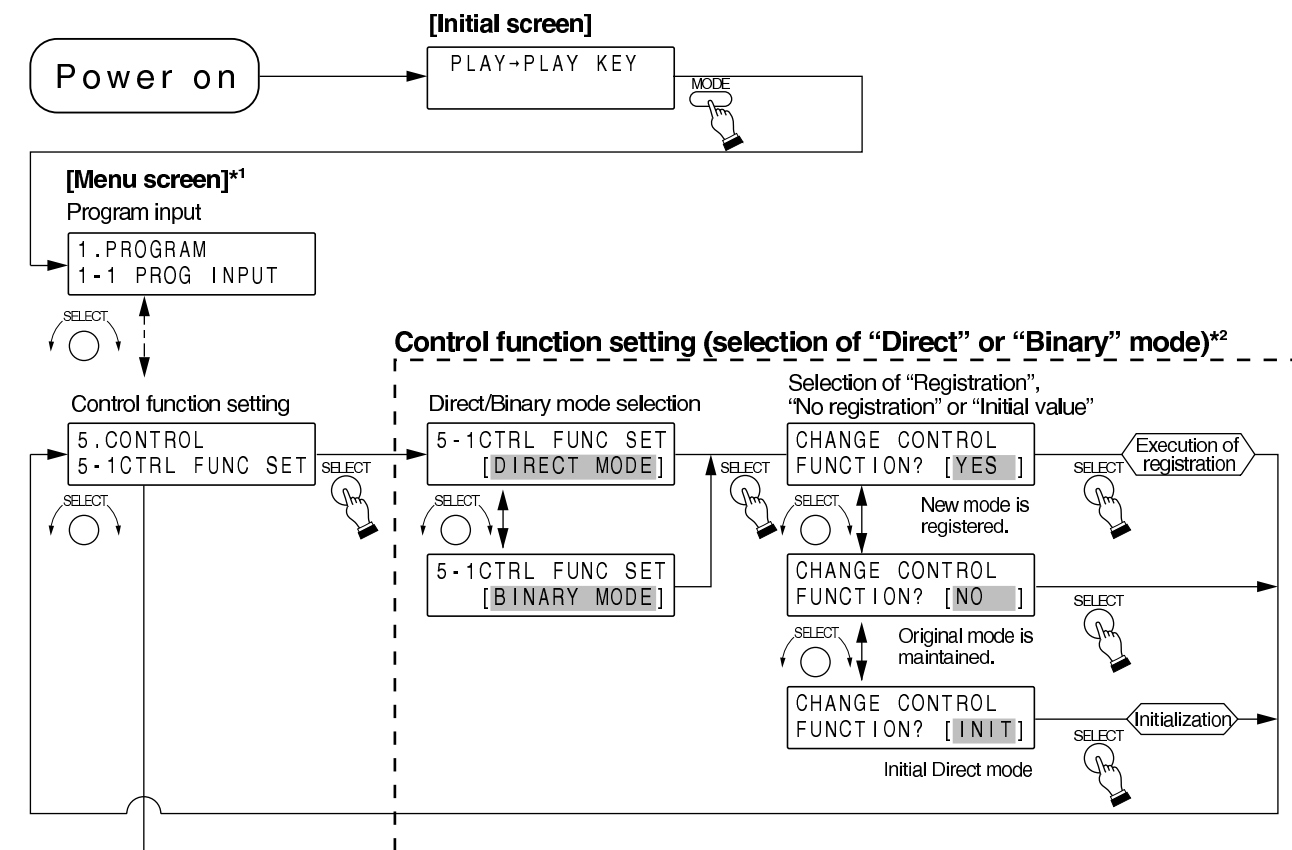 [Initial screen]
Power on
PLAY→PLAY KEY
MODE
[Menu screen]*1
Program input
1.PROGRAM
1-1 PROG INPUT
SELECT
Control function setting (selection of “Direct” or “Binary” mode)*2
Control function setting
5.CONTROL
5-1CTRL FUNC SET
SELECT
SELECT
Direct/Binary mode selection
5-1CTRL FUNC SET
[DIRECT MODE]
SELECT
SELECT
5-1CTRL FUNC SET
[BINARY MODE]
Selection of “Registration”,
“No registration” or “Initial value”
CHANGE CONTROL
FUNCTION? [YES ]
SELECT
Execution of
registration
SELECT
New mode is
registered.
CHANGE CONTROL
FUNCTION? [NO ]
SELECT
SELECT
Original mode is
maintained.
CHANGE CONTROL
FUNCTION? [INIT]
SELECT
Initialization
Initial Direct mode